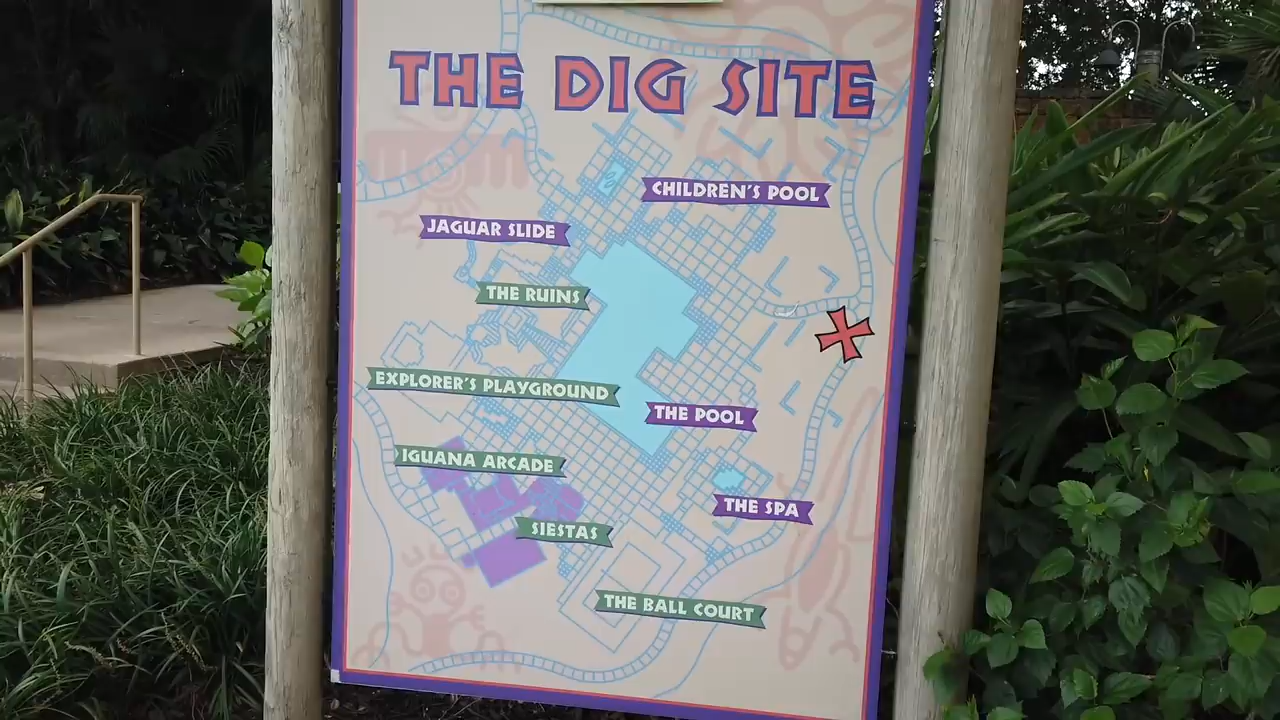 THE DIG SITE
CHILDREN'S POOL
JAGUAR SLIDE
THE RUINS
EXPLORER'S PLAYGROUND
THE POOL
IGUANA ARCADE
THE SPA
SIESTAS
THE BALL COURT